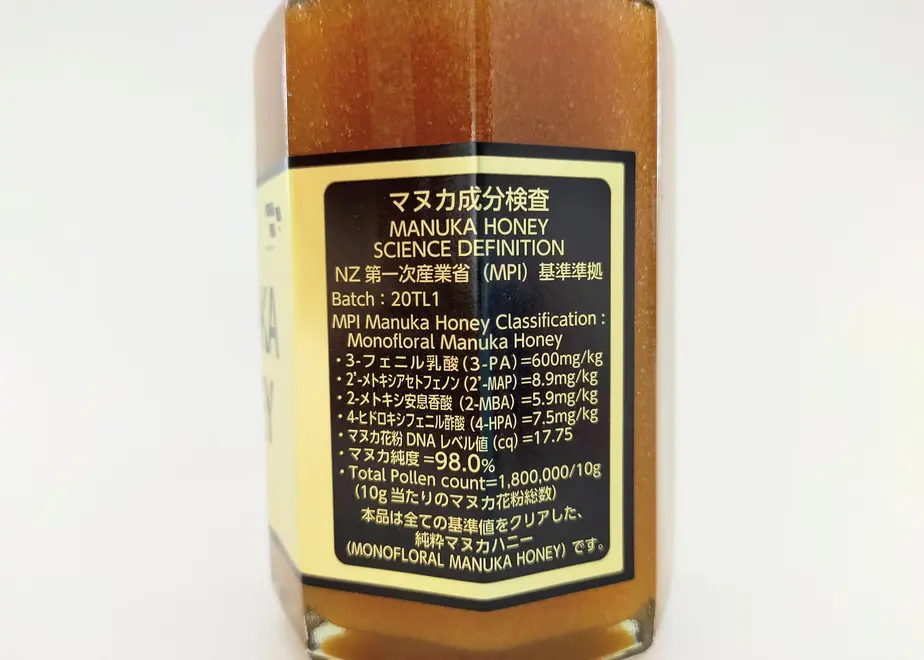 マヌカ成分検査
MANUKA HONEY
SCIENCE DEFINITION
NZ 第一次産業省 (MPI) 基準準拠
Batch : 20TL1
MPI Manuka Honey Classification :
Monofloral Manuka Honey
・3-フェニル乳酸 (3-PA) =600mg/kg
・2'-メトキシアセトフェノン (2'-MAP) =8.9mg/kg
・2-メトキシ安息香酸 (2-MBA) =5.9mg/kg
・4-ヒドロキシフェニル酢酸 (4-HPA) =7.5mg/kg
・マヌカ花粉 DNA レベル値 (cq) =17.75
・マヌカ純度 =98.0%
・Total Pollen count=1,800,000/10g
(10g 当たりのマヌカ花粉総数)
本品は全ての基準値をクリアした、
純粋マヌカハニー
(MONOFLORAL MANUKA HONEY) です。
KA
EY